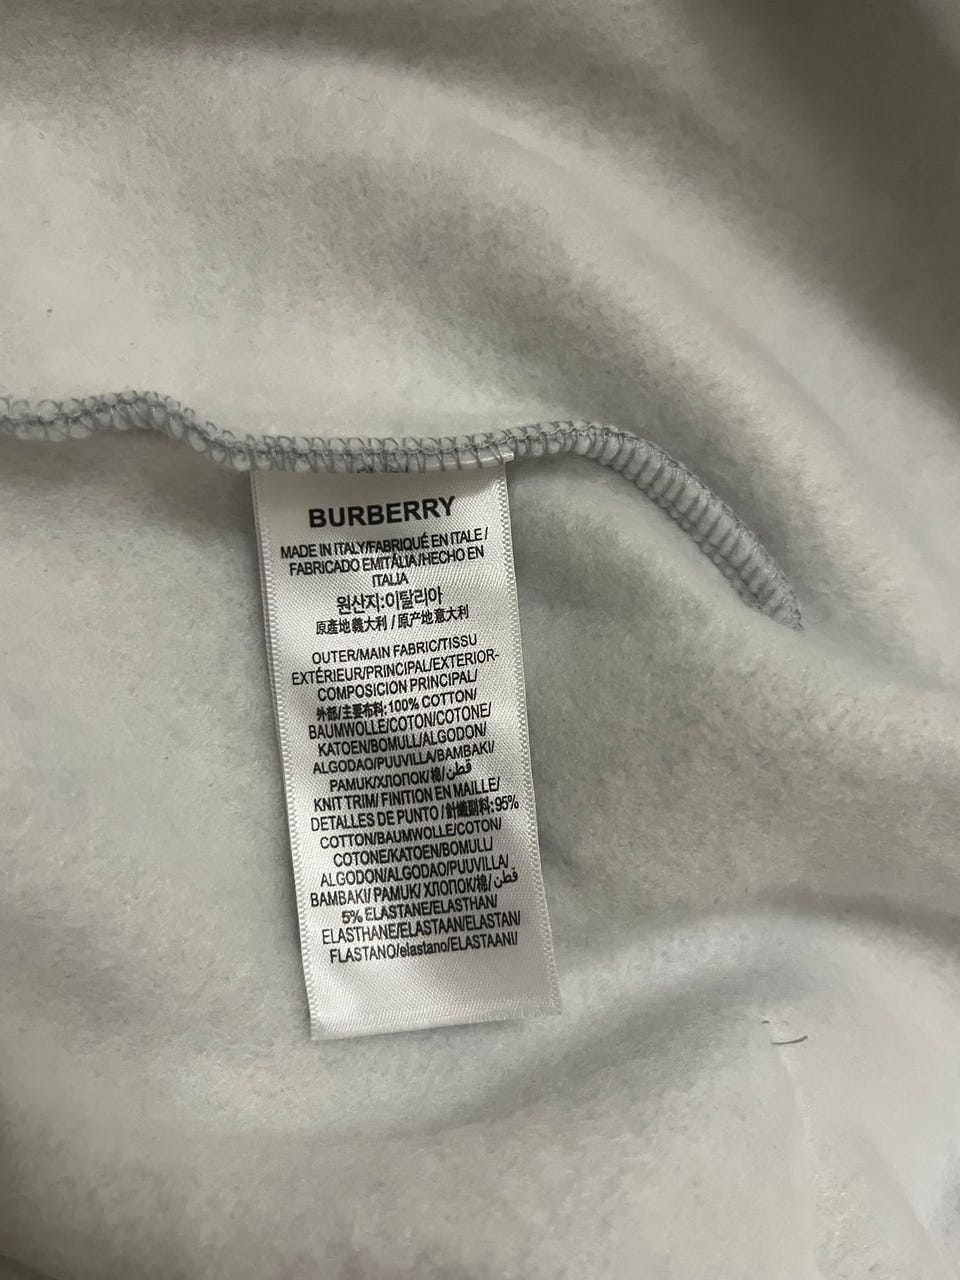 BURBERRY
MADE IN ITALY/FABRIQUÉ EN ITALE /
FABRICADO EMITÁLIA/HECHO EN
ITALIA
원산지:이탈리아
原產地義大利 / 原产地意大利
OUTER/MAIN FABRIC/TISSU
EXTÉRIEUR/PRINCIPAL/EXTERIOR-
COMPOSICION PRINCIPAL/
外部/主要布料:100% COTTON/
BAUMWOLLE/COTON/COTONE/
KATOEN/BOMULL/ALGODON/
ALGODAO/PUUVILLA/BAMBAKI/
PAMUK/ХЛОПОК/棉/قطن
KNIT TRIM/ FINITION EN MAILLE/
DETALLES DE PUNTO / 針織副料:95%
COTTON/BAUMWOLLE/COTON/
COTONE/KATOEN/BOMULL/
ALGODON/ALGODAO/PUUVILLA/
BAMBAKI/ PAMUK/ ХЛОПОК/棉/ قطن
5% ELASTANE/ELASTHAN/
ELASTHANE/ELASTAAN/ELASTAN/
FLASTANO/elastano/ELASTAANI/